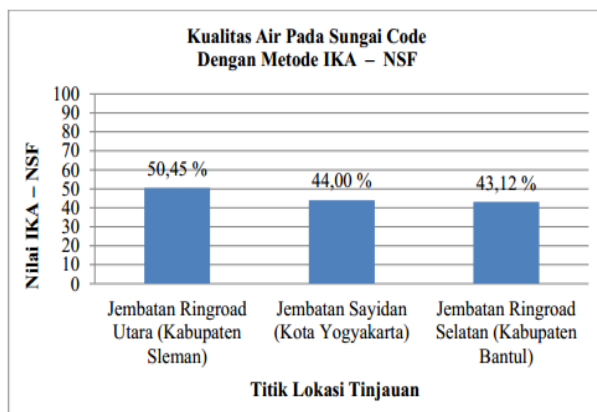 Kualitas Air Pada Sungai Code
Dengan Metode IKA – NSF
Nilai IKA – NSF
100
90
80
70
60
50
40
30
20
10
0
50,45 %
44,00 %
43,12 %
Jembatan Ringroad
Utara (Kabupaten
Sleman)
Jembatan Sayidan
(Kota Yogyakarta)
Jembatan Ringroad
Selatan (Kabupaten
Bantul)
Titik Lokasi Tinjauan